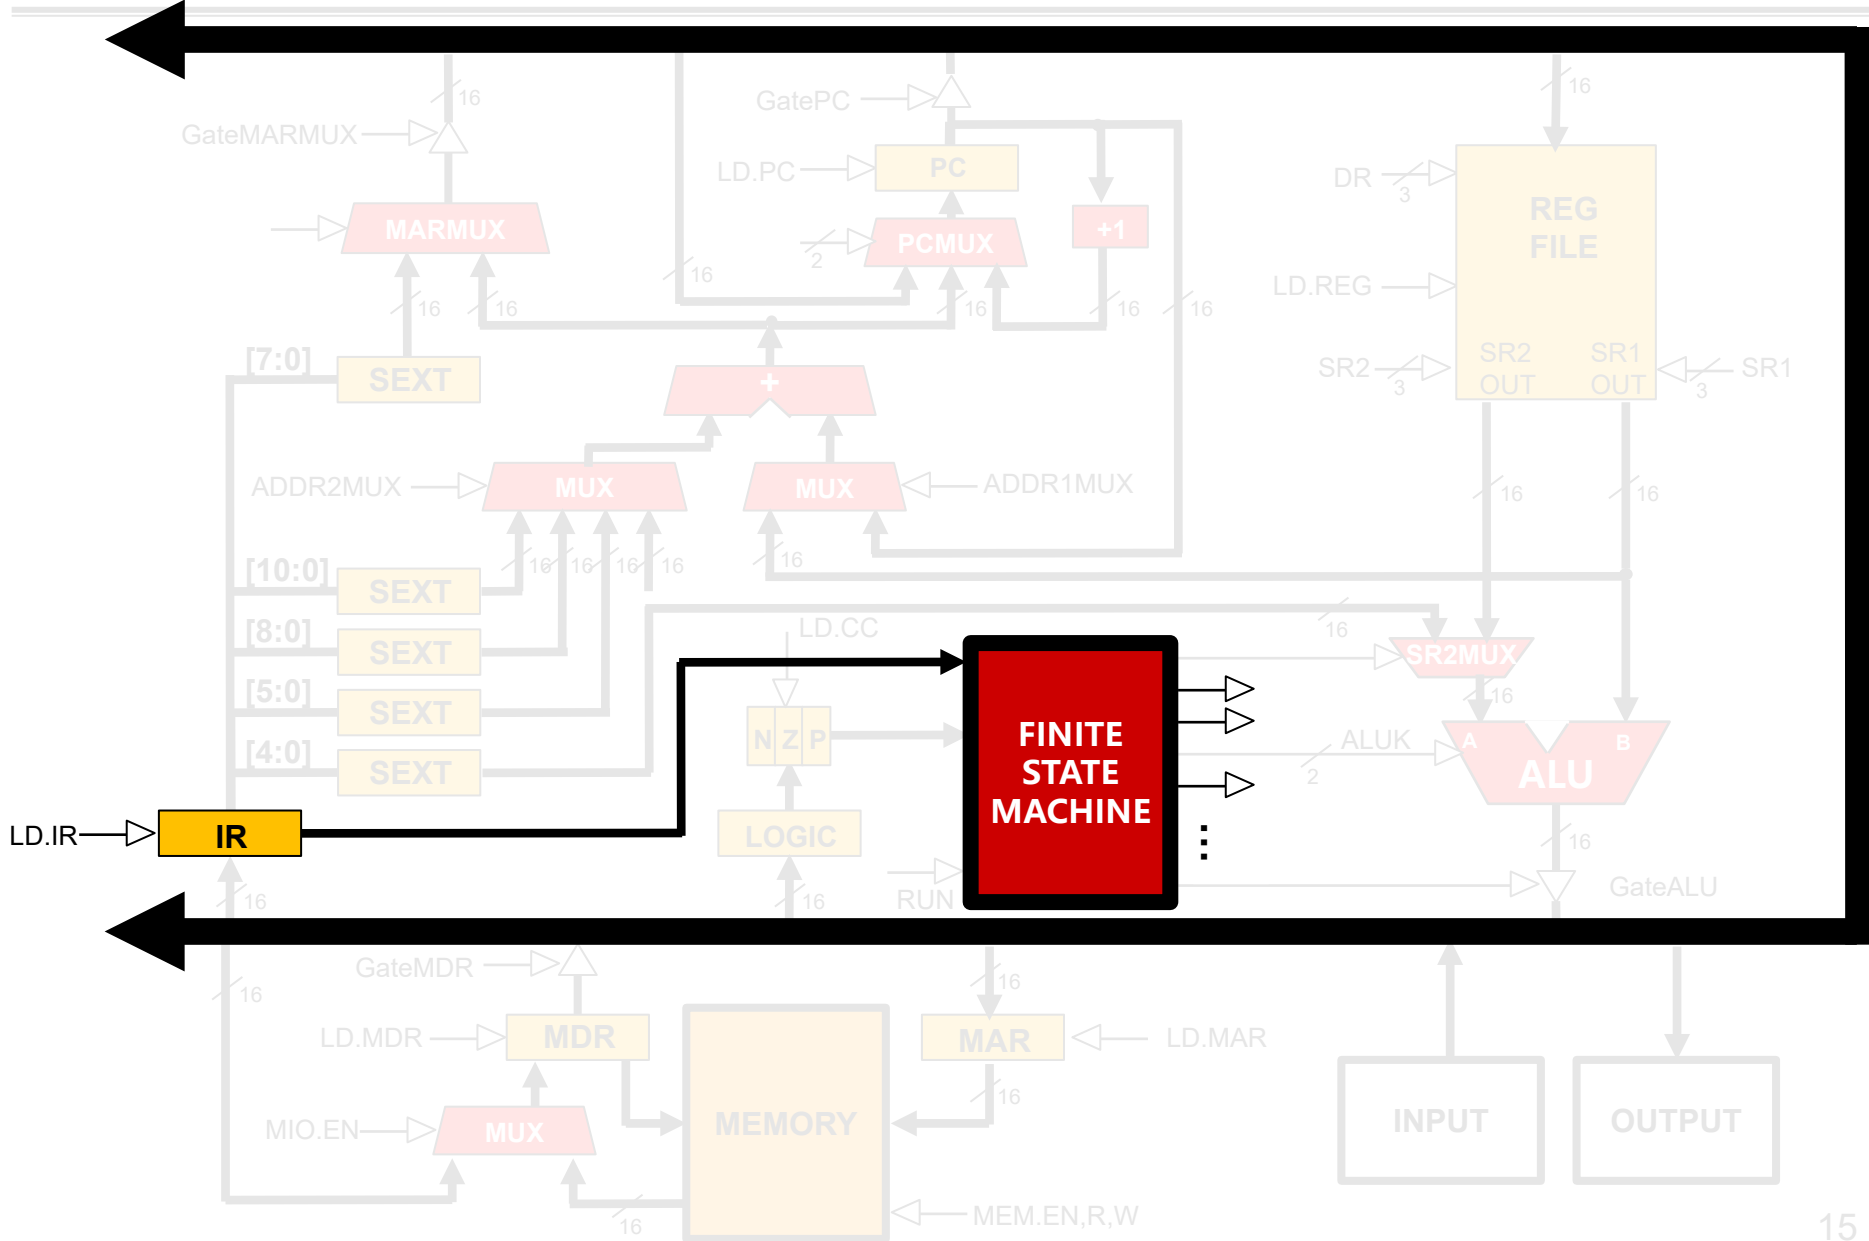 16
16
GatePC
GateMARMUX
LD.PC
PC
DR
3
REG
FILE
MARMUX
2
PCMUX
+1
16
LD.REG
16
16
16
16
16
[7:0]
SEXT
+
SR2
3
SR2
OUT
SR1
OUT
3
SR1
ADDR2MUX
MUX
MUX
ADDR1MUX
16
16
[10:0]
SEXT
16
16
16
16
16
[8:0]
SEXT
LD.CC
16
SR2MUX
[5:0]
SEXT
16
N Z P
FINITE
STATE
MACHINE
ALUK
2
A
B
ALU
[4:0]
SEXT
LD.IR
IR
LOGIC
⋮
16
16
16
RUN
GateALU
GateMDR
16
16
LD.MDR
MDR
MAR
LD.MAR
16
MIO.EN
MUX
MEMORY
INPUT
OUTPUT
16
MEM.EN,R,W
15